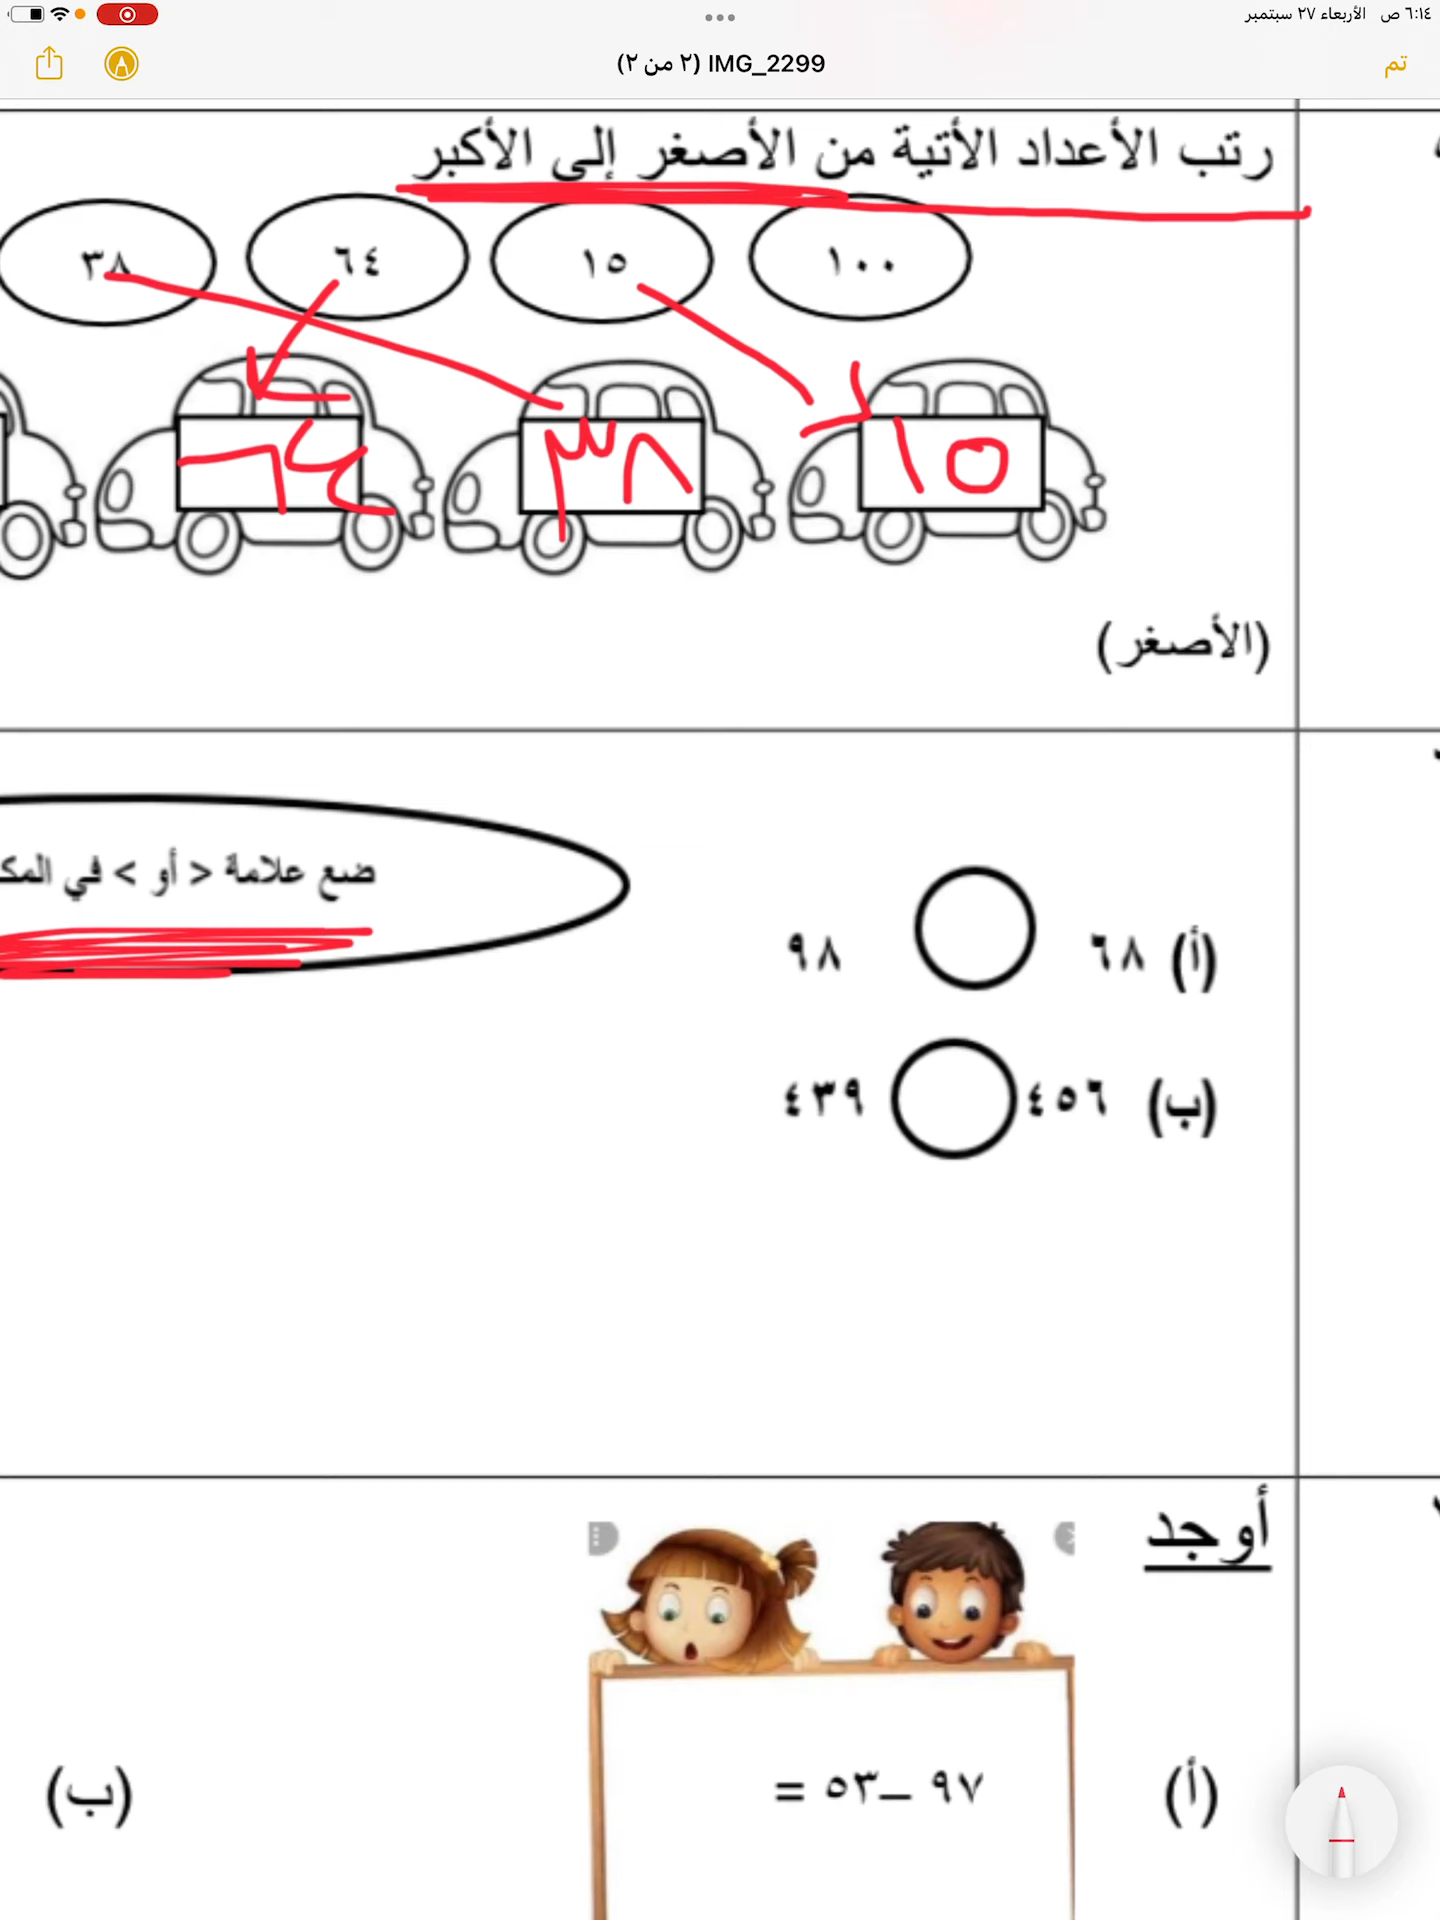 ٦:١٤ ص الأربعاء ٢٧ سبتمبر
تم
IMG_2299 (٢ من ٢)
رتب الأعداد الأتية من الأصغر إلى الأكبر
١٠٠ ١٥ ٦٤ ٣٨
١٥ ٣٨ ٦٤
(الأصغر)
ضع علامة < أو > في
(أ) ٦٨ ٩٨
(ب) ٤٥٦ ٤٣٩
أوجد
(أ) ٩٧ – ٥٣ =
(ب)